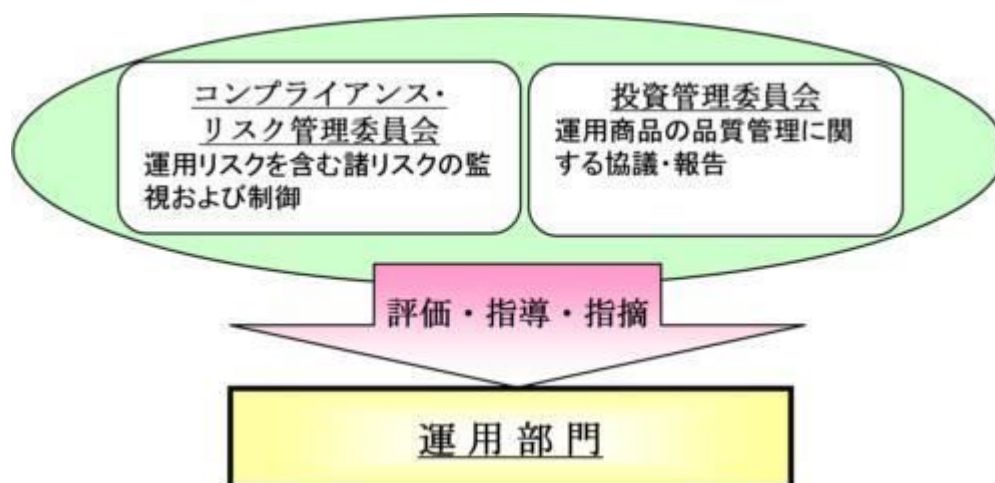 コンプライアンス・
リスク管理委員会
運用リスクを含む諸リスクの監
視および制御
投資管理委員会
運用商品の品質管理に関
する協議・報告
評価・指導・指摘
運用部門